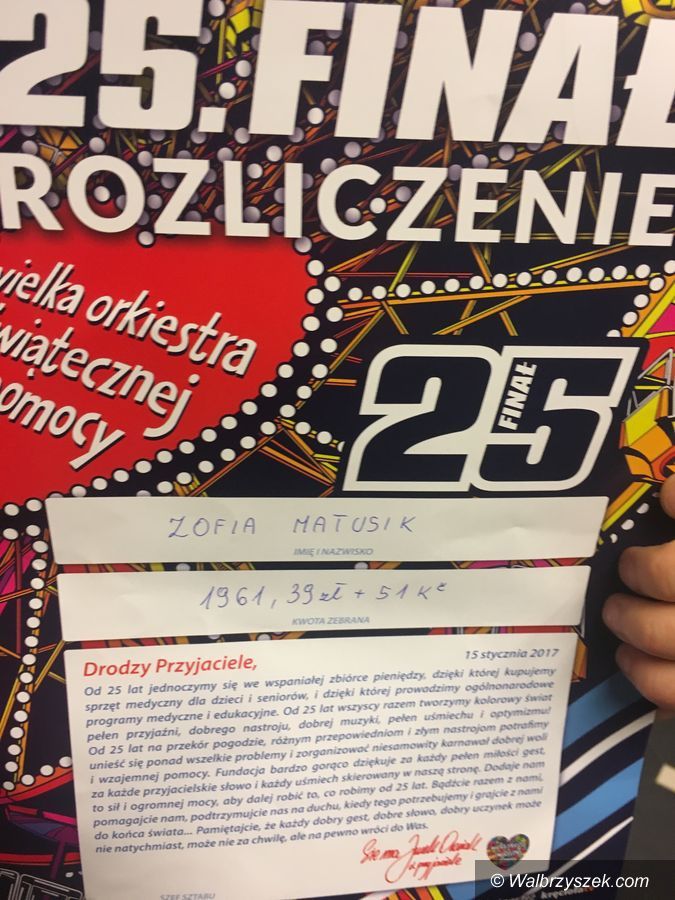 25. FINAŁ
ROZLICZENIE
wielka orkiestra
świątecznej
pomocy
25
FINAŁ
ZOFIA MATUSIK
IMIĘ I NAZWISKO
1961,39 zł + 51 Kč
KWOTA ZEBRANA
15 stycznia 2017
Drodzy Przyjaciele,
Od 25 lat jednoczymy się we wspaniałej zbiórce pieniędzy, dzięki której kupujemy
sprzęt medyczny dla dzieci i seniorów, i dzięki której prowadzimy ogólnonarodowe
programy medyczne i edukacyjne. Od 25 lat wszyscy razem tworzymy kolorowy świat
pełen przyjaźni, dobrego nastroju, dobrej muzyki, pełen uśmiechu i optymizmu!
Od 25 lat na przekór pogodzie, różnym przepowiedniom i złym nastrojom potrafimy
unieść się ponad wszelkie problemy i zorganizować niesamowity karnawał dobrej woli
i wzajemnej pomocy. Fundacja bardzo gorąco dziękuje za każdy pełen miłości gest,
za każde przyjacielskie słowo i każdy uśmiech skierowany w naszą stronę. Dodaje nam
to sił i ogromnej mocy, aby dalej robić to, co robimy od 25 lat. Bądźcie razem z nami,
pomagajcie nam, podtrzymujcie nas na duchu, kiedy tego potrzebujemy i grajcie z nami
do końca świata... Pamiętajcie, że każdy dobry gest, dobre słowo, dobry uczynek może
nie natychmiast, może nie za chwilę, ale na pewno wróci do Was.
SZEF SZTABU
© Walbrzyszek.com